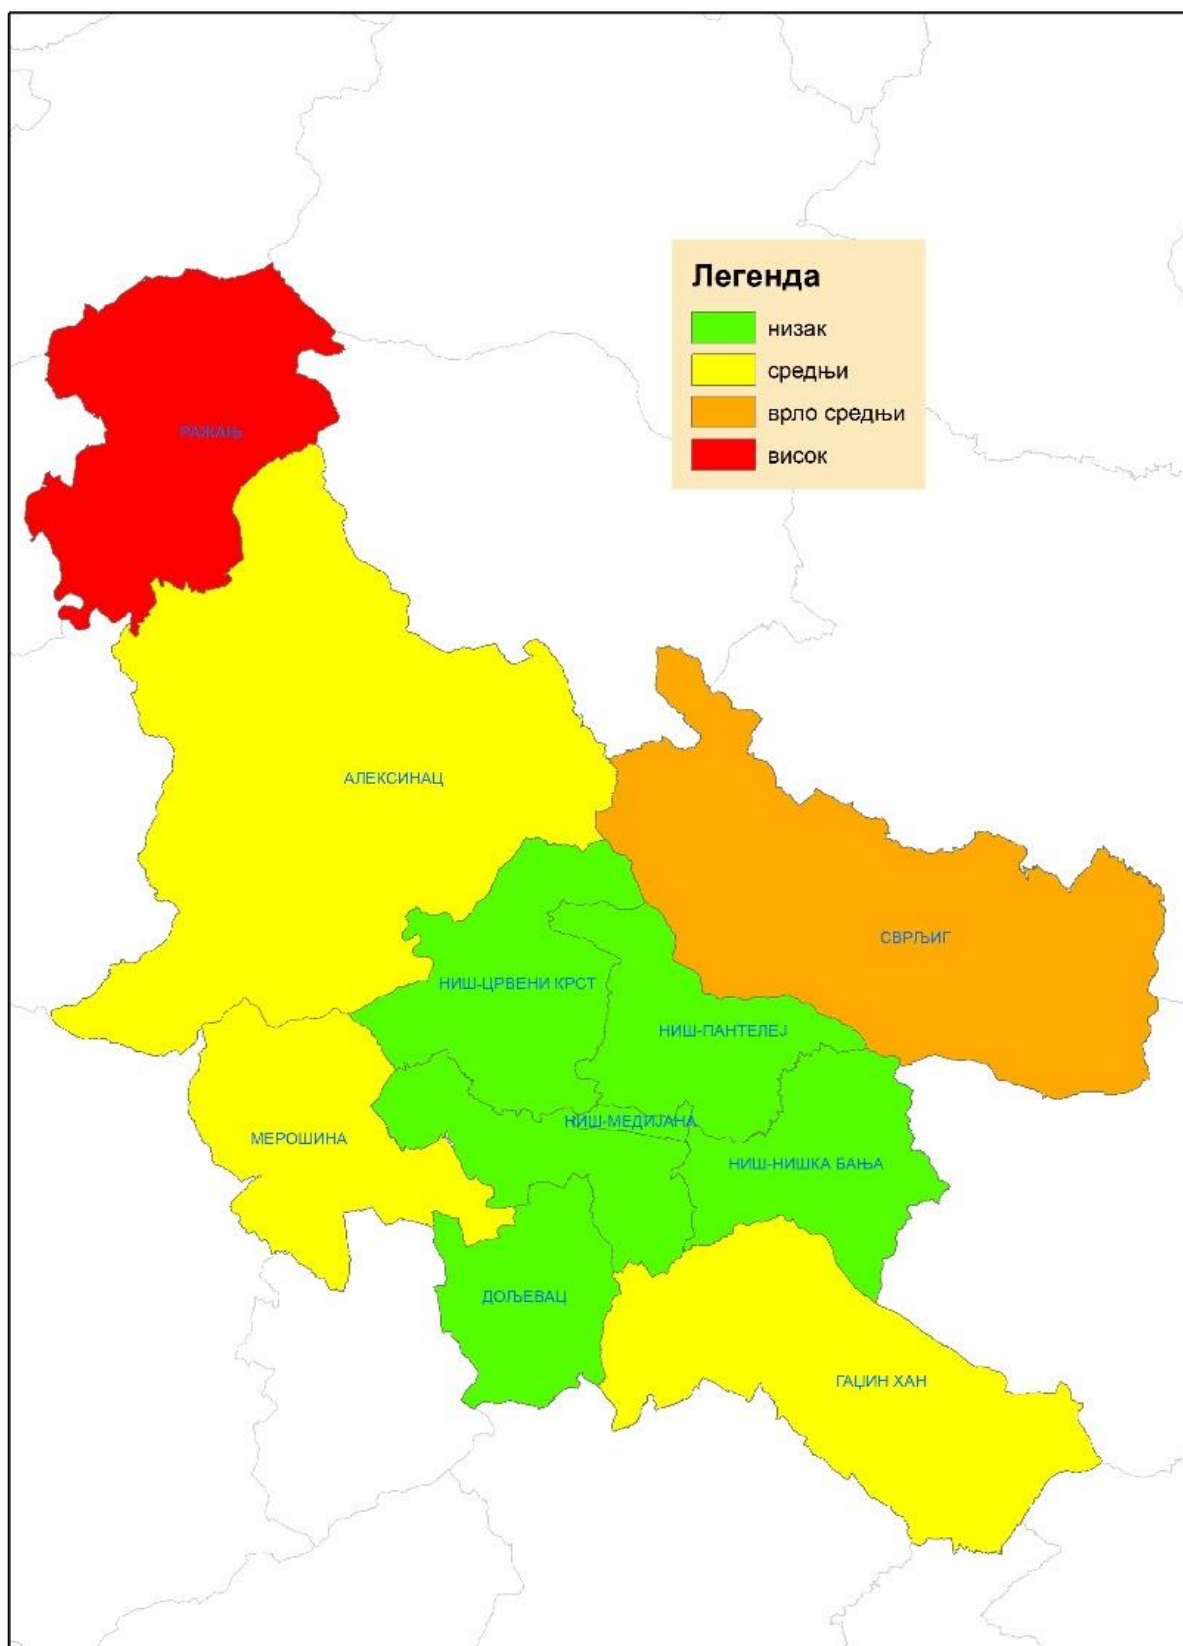 Легенда
низак
средњи
врло средњи
висок
РАЖАЊ
АЛЕКСИНАЦ
СВРЉИГ
НИШ-ЦРВЕНИ КРСТ
НИШ-ПАНТЕЛЕЈ
НИШ-МЕДИЈАНА
МЕРОШИНА
НИШ-НИШКА БАЊА
ДОЉЕВАЦ
ГАЏИН ХАН